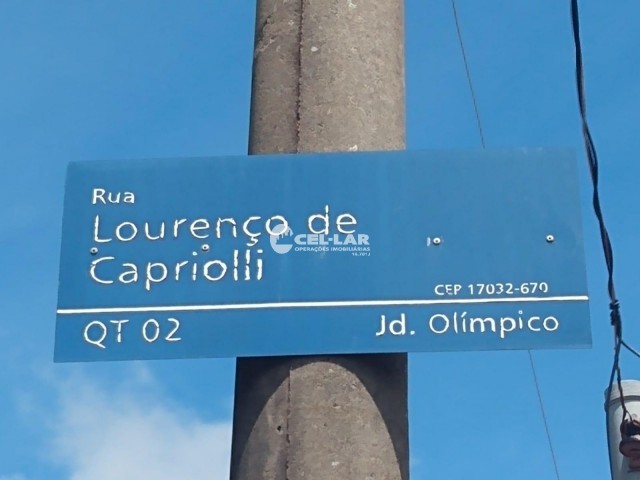 Rua
Lourenço de
Capriolli
CEP 17032-670
QT 02
Jd. Olímpico
CEL-LAR
OPERAÇÕES IMOBILIÁRIAS